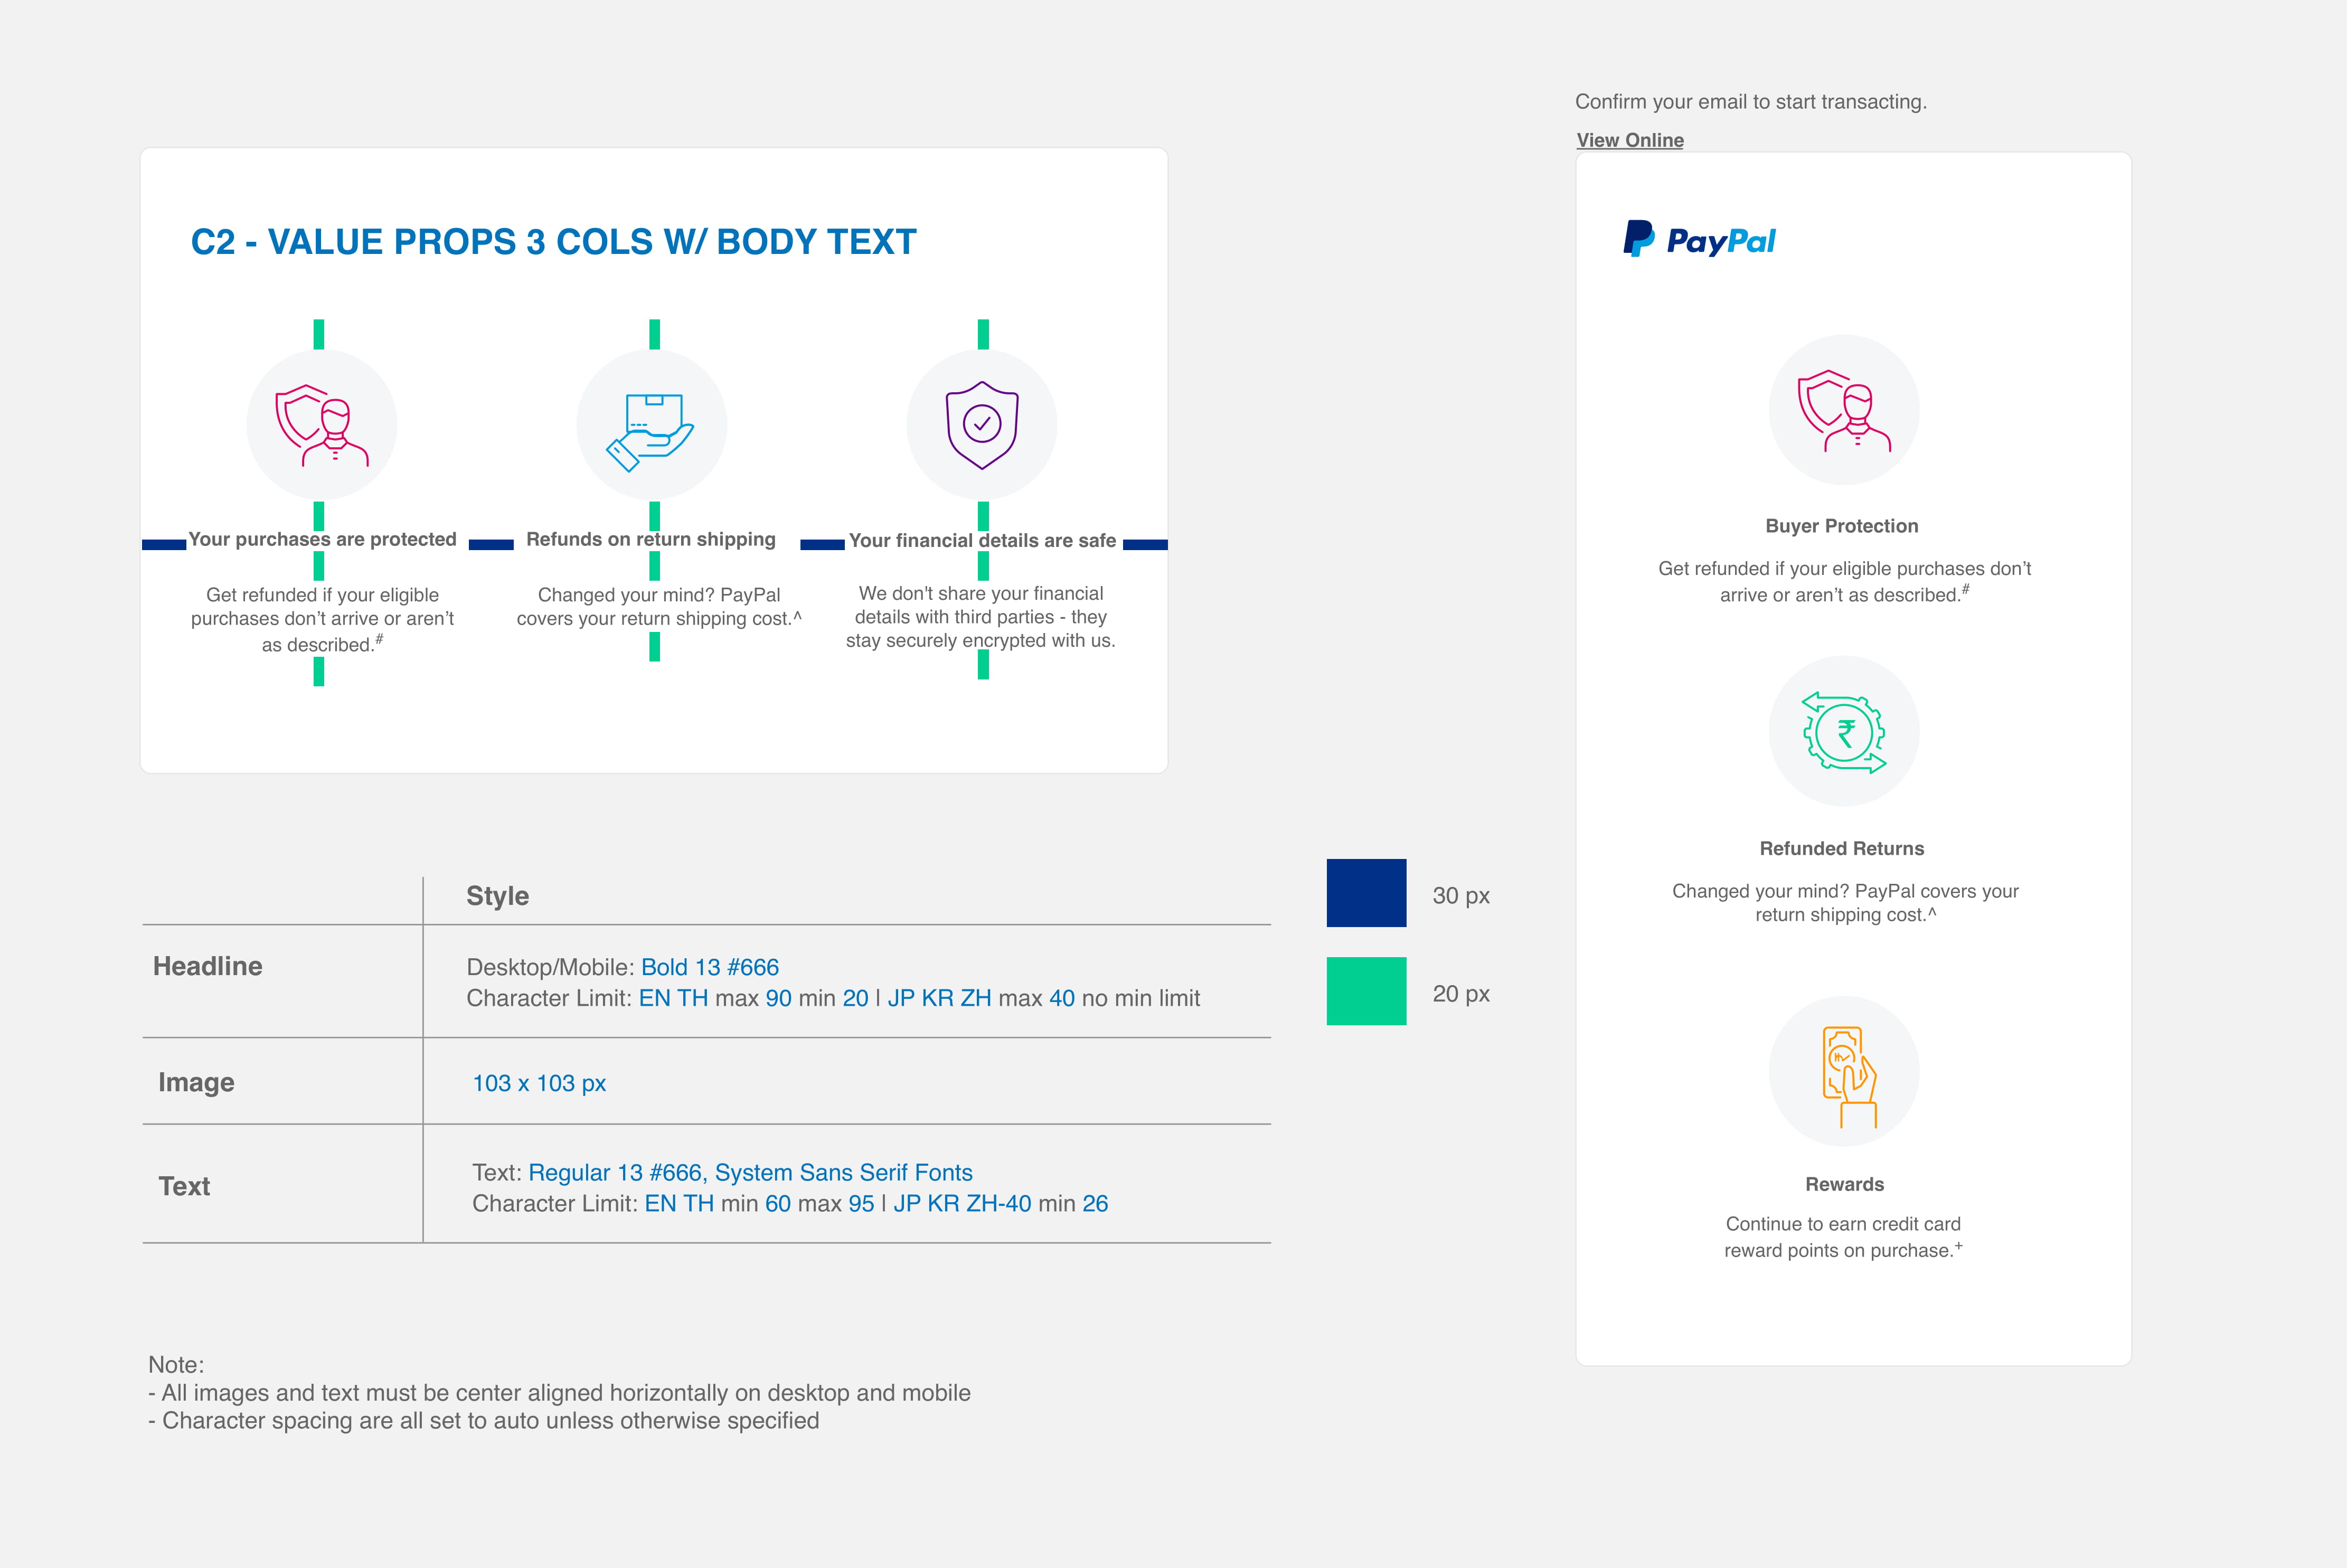 C2 - VALUE PROPS 3 COLS W/ BODY TEXT
Your purchases are protected
Get refunded if your eligible
purchases don’t arrive or aren’t
as described.#
Refunds on return shipping
Changed your mind? PayPal
covers your return shipping cost.^
Your financial details are safe
We don't share your financial
details with third parties - they
stay securely encrypted with us.
Style
Headline
Desktop/Mobile: Bold 13 #666
Character Limit: EN TH max 90 min 20 | JP KR ZH max 40 no min limit
Image
103 x 103 px
Text
Text: Regular 13 #666, System Sans Serif Fonts
Character Limit: EN TH min 60 max 95 | JP KR ZH-40 min 26
30 px
20 px
Note:
- All images and text must be center aligned horizontally on desktop and mobile
- Character spacing are all set to auto unless otherwise specified
Confirm your email to start transacting.
View Online
PayPal
Buyer Protection
Get refunded if your eligible purchases don’t
arrive or aren’t as described.#
₹
Refunded Returns
Changed your mind? PayPal covers your
return shipping cost.^
Rewards
Continue to earn credit card
reward points on purchase.+